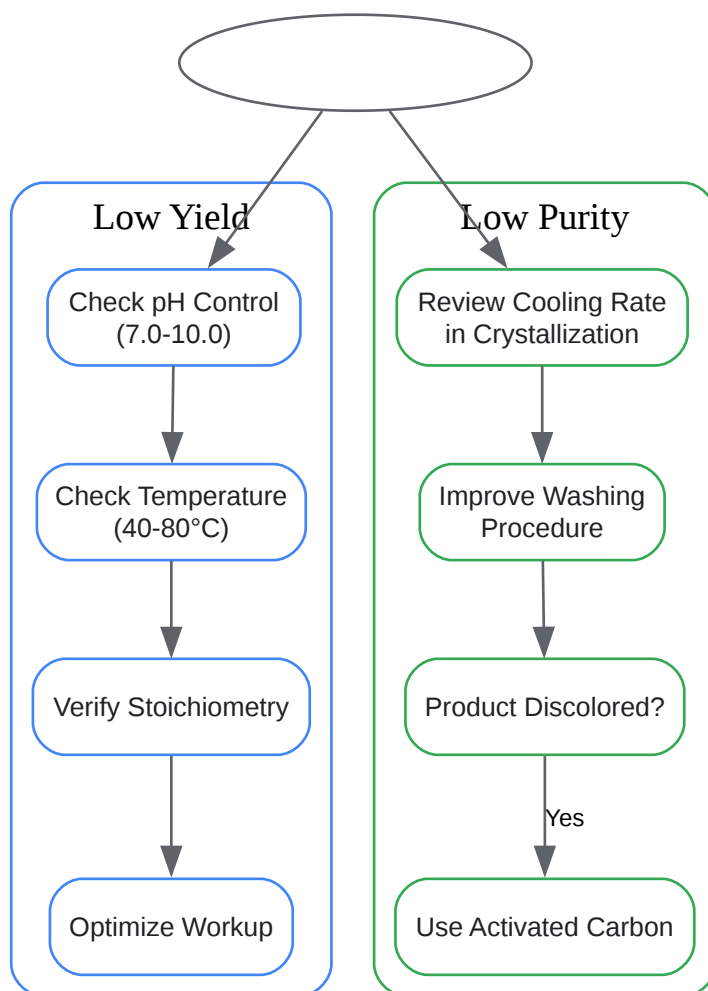 Low Yield
Check pH Control
(7.0-10.0)
Check Temperature
(40-80°C)
Verify Stoichiometry
Optimize Workup
Low Purity
Review Cooling Rate
in Crystallization
Improve Washing
Procedure
Product Discolored?
Yes
Use Activated Carbon